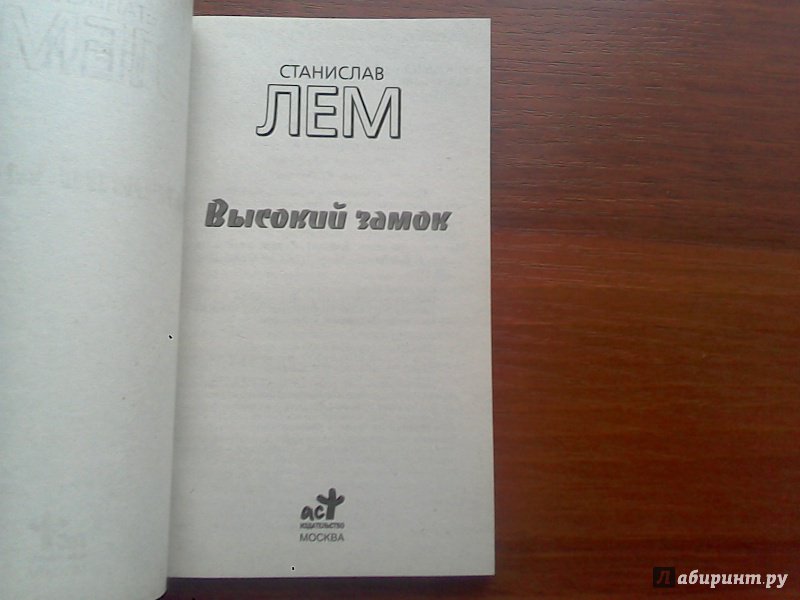 СТАНИСЛАВ
ЛЕМ
Высокий замок
аст
ИЗДАТЕЛЬСТВО
МОСКВА
Лабиринт.ру